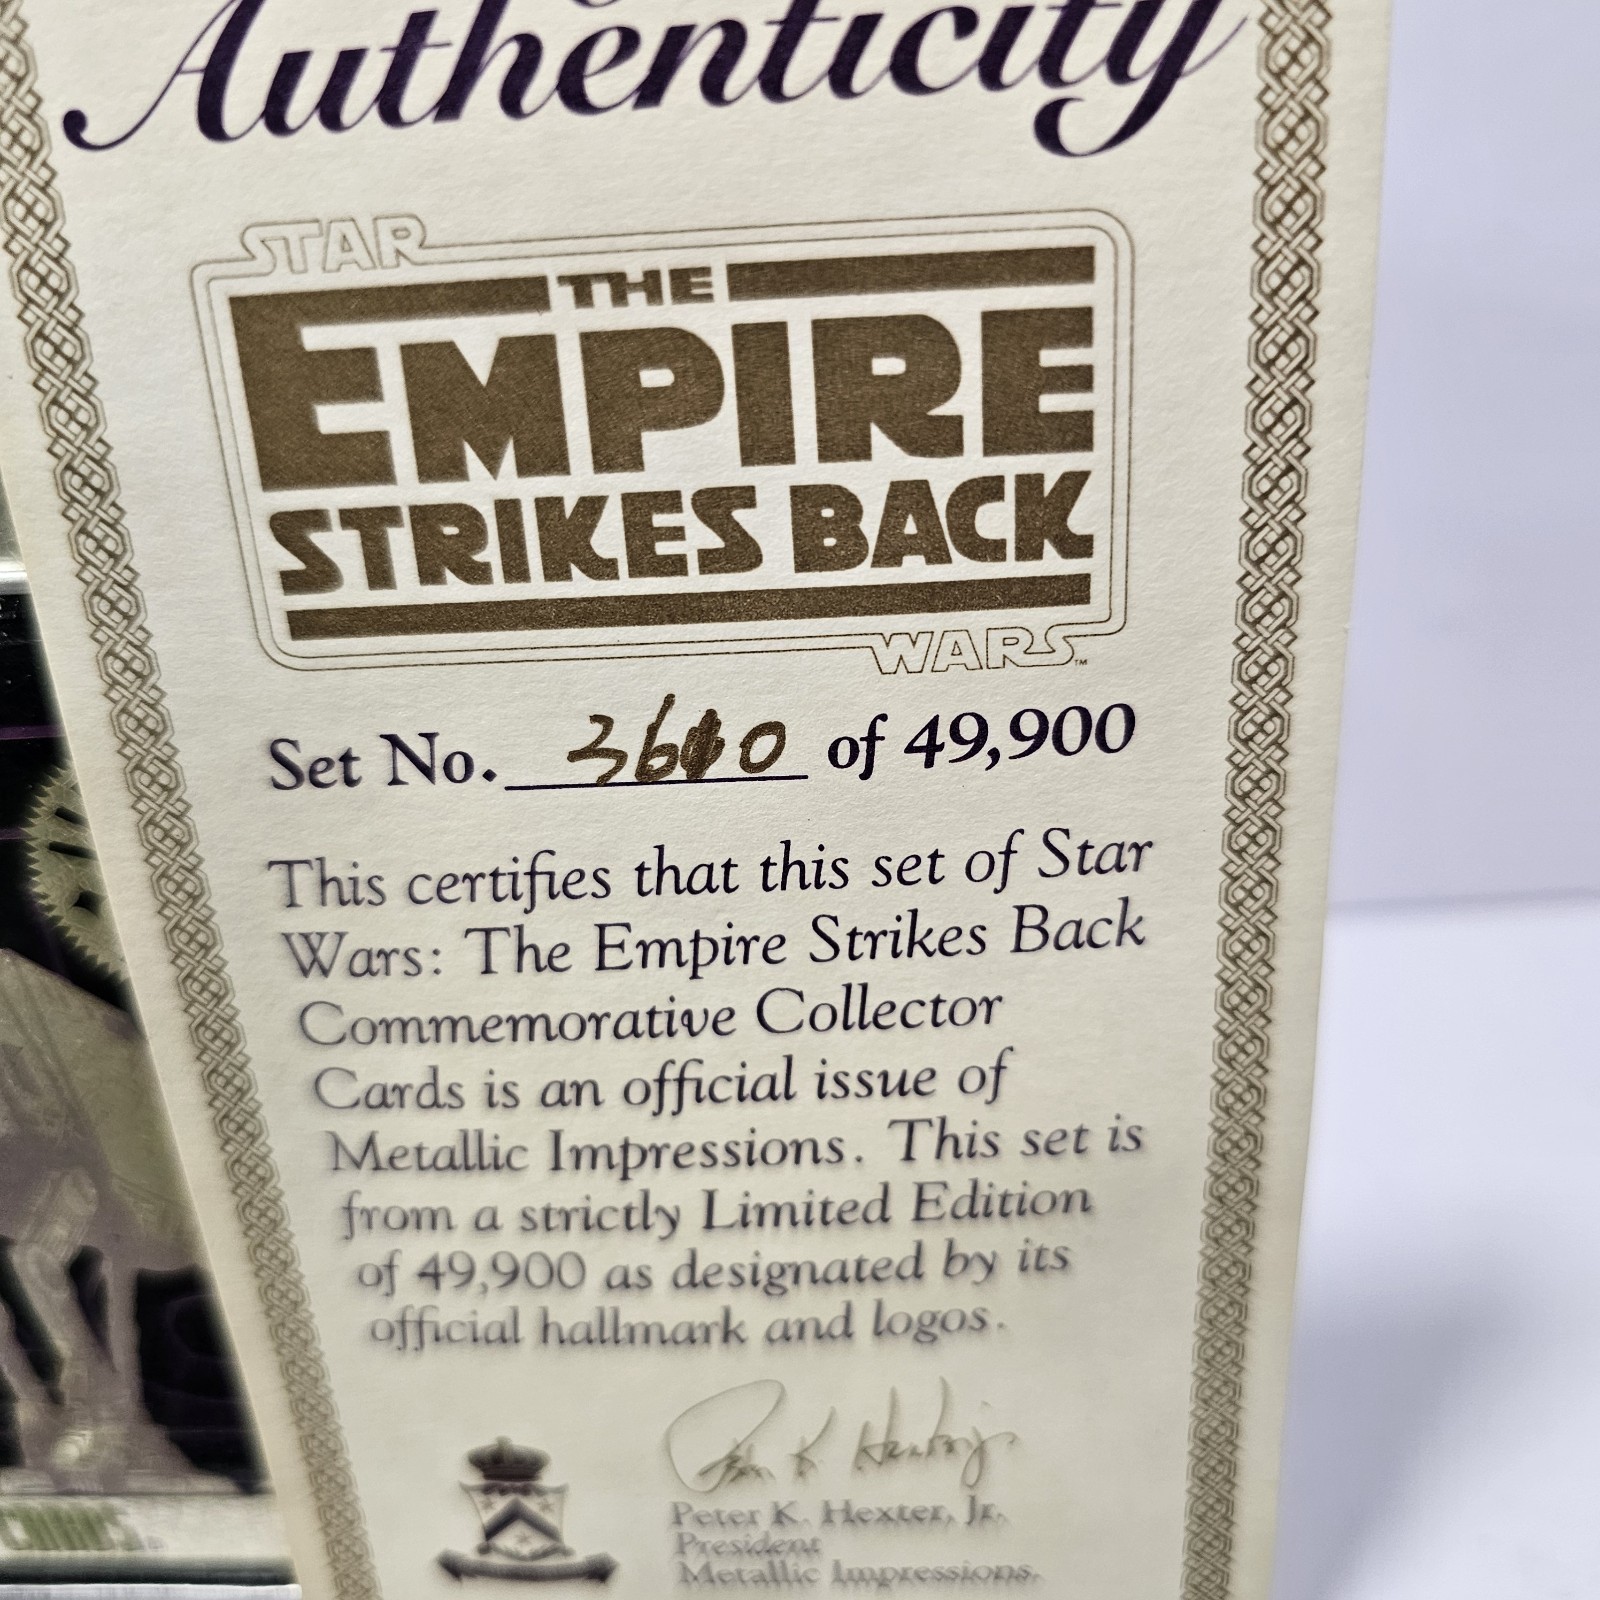 Authenticity
STAR
THE
EMPIRE
STRIKES BACK
WARS™
Set No. 3610 of 49,900
This certifies that this set of Star
Wars: The Empire Strikes Back
Commemorative Collector
Cards is an official issue of
Metallic Impressions. This set is
from a strictly Limited Edition
of 49,900 as designated by its
official hallmark and logos.
Peter K. Hexter, Jr.
President
Metallic Impressions.